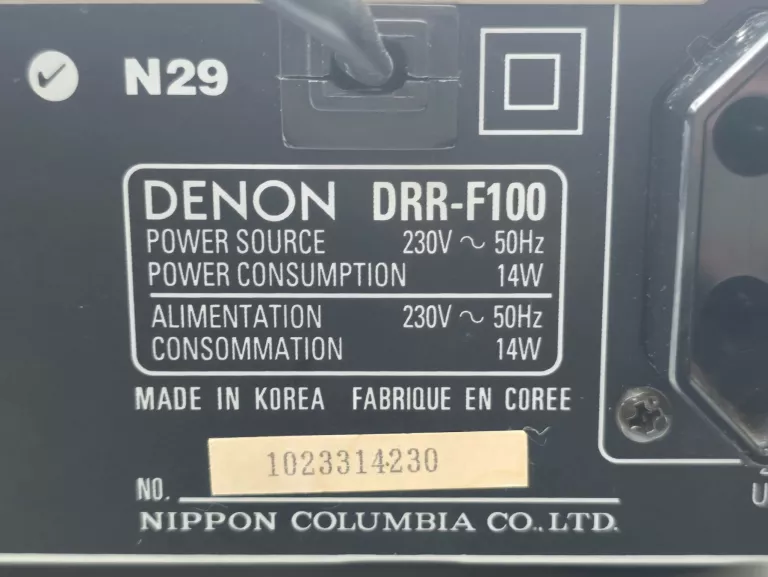 N29
DENON DRR-F100
POWER SOURCE 230V ~ 50Hz
POWER CONSUMPTION 14W
ALIMENTATION 230V ~ 50Hz
CONSOMMATION 14W
MADE IN KOREA FABRIQUE EN COREE
1023314230
NO.
NIPPON COLUMBIA CO.,LTD.